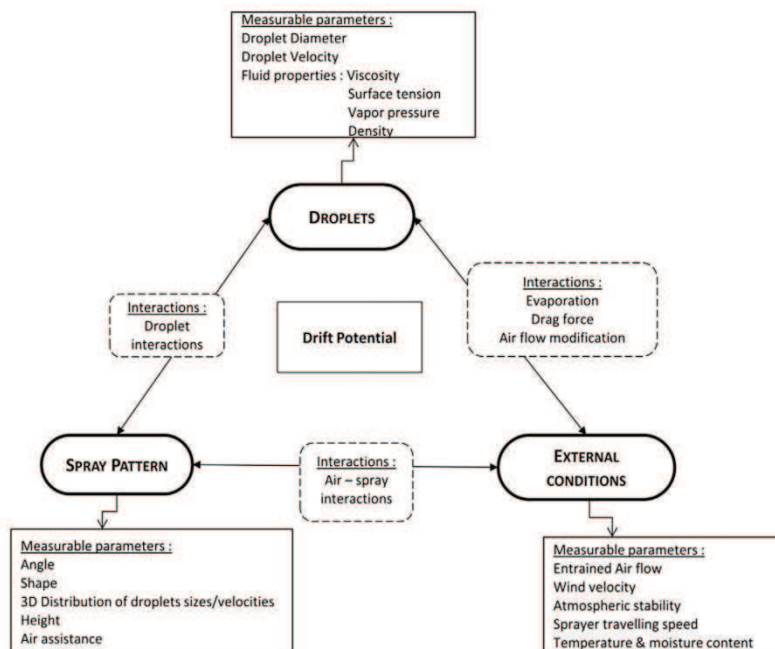 Measurable parameters :
Droplet Diameter
Droplet Velocity
Fluid properties : Viscosity
Surface tension
Vapor pressure
Density
DROPLETS
Interactions :
Droplet
interactions
Drift Potential
Interactions :
Evaporation
Drag force
Air flow modification
SPRAY PATTERN
Interactions :
Air – spray
interactions
EXTERNAL
CONDITIONS
Measurable parameters :
Angle
Shape
3D Distribution of droplets sizes/velocities
Height
Air assistance
Measurable parameters :
Entrained Air flow
Wind velocity
Atmospheric stability
Sprayer travelling speed
Temperature & moisture content